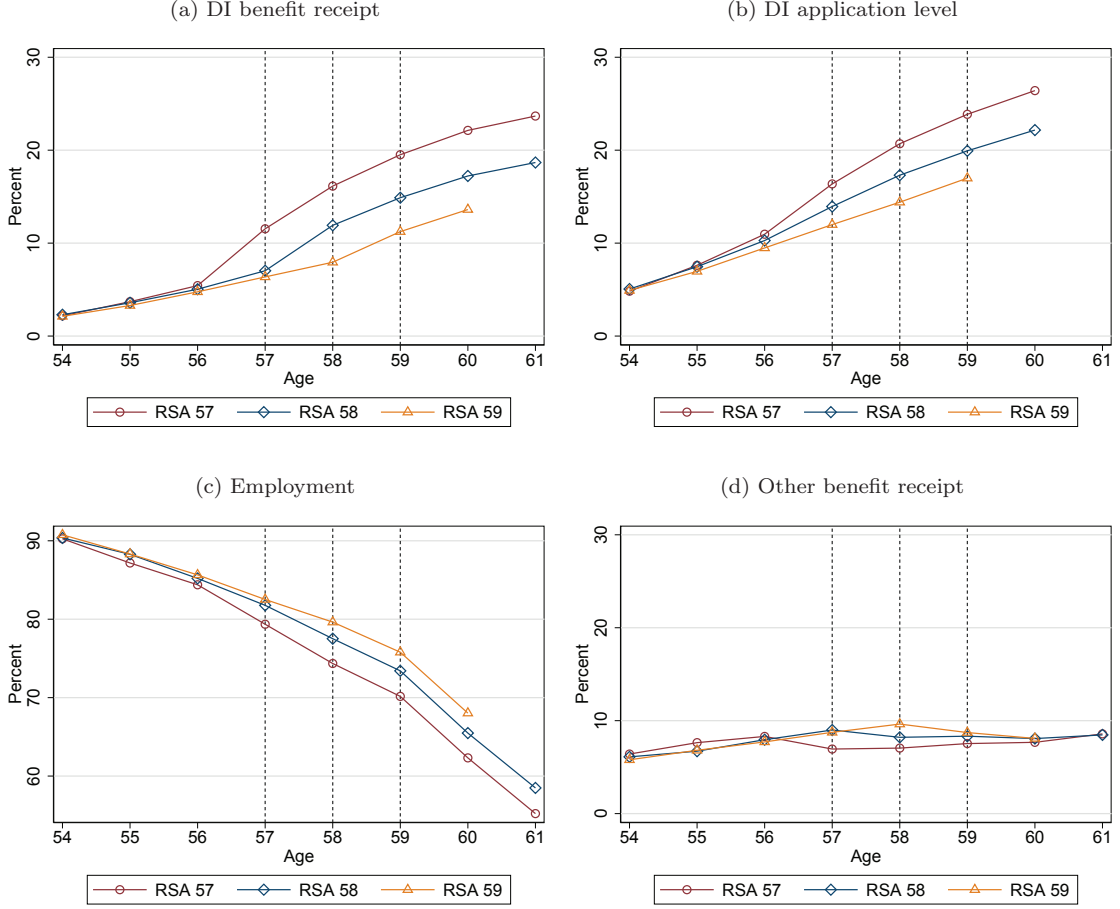 (a) DI benefit receipt
Percent
30
20
10
0
54 55 56 57 58 59 60 61
Age
RSA 57 RSA 58 RSA 59
(b) DI application level
Percent
30
20
10
0
54 55 56 57 58 59 60 61
Age
RSA 57 RSA 58 RSA 59
(c) Employment
Percent
90
80
70
60
54 55 56 57 58 59 60 61
Age
RSA 57 RSA 58 RSA 59
(d) Other benefit receipt
Percent
30
20
10
0
54 55 56 57 58 59 60 61
Age
RSA 57 RSA 58 RSA 59